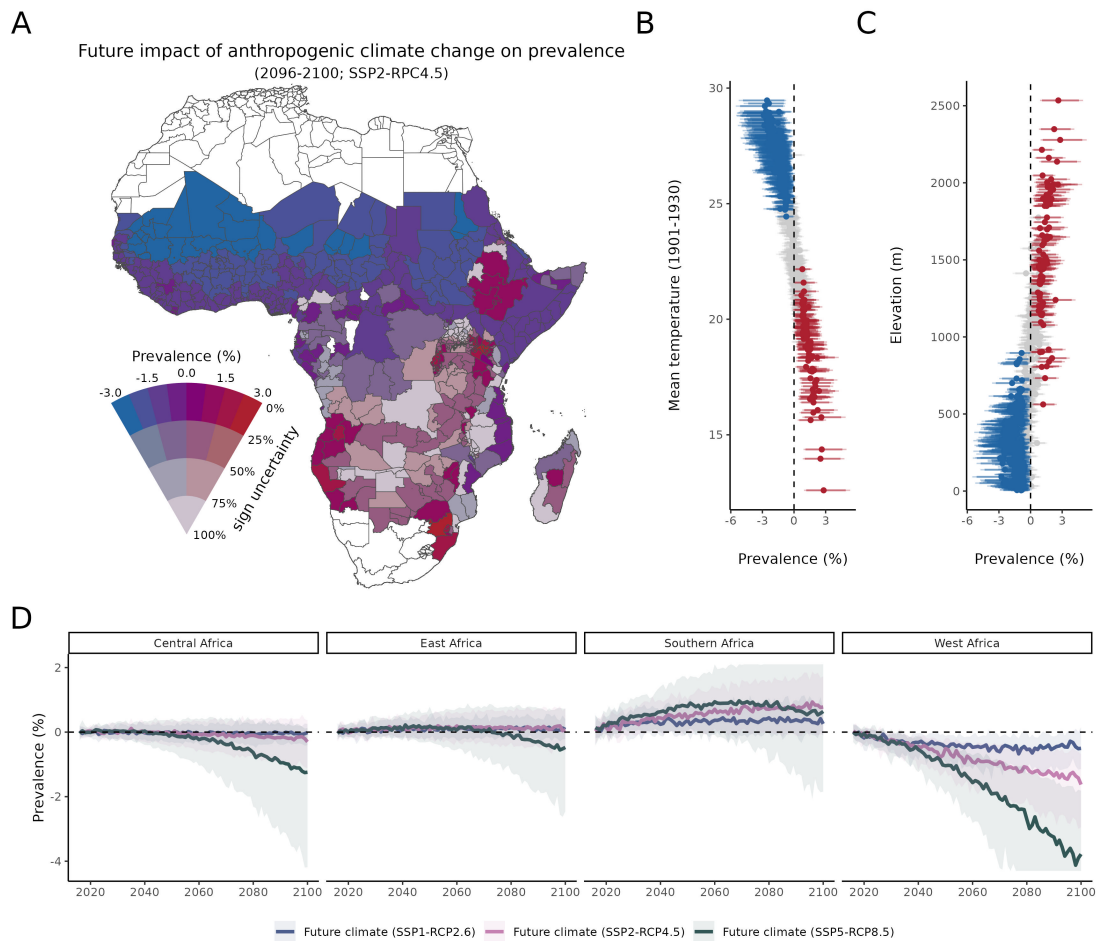 A
B
C
Future impact of anthropogenic climate change on prevalence
(2096-2100; SSP2-RPC4.5)
Prevalence (%)
-3.0
-1.5
0.0
1.5
3.0
0%
25%
50%
75%
100%
sign uncertainty
Mean temperature (1901-1930)
30
25
20
15
-6
-3
0
3
Prevalence (%)
Elevation (m)
2500
2000
1500
1000
500
0
-6
-3
0
3
Prevalence (%)
D
Central Africa
East Africa
Southern Africa
West Africa
Prevalence (%)
2
0
-2
-4
2020 2040 2060 2080 2100
2020 2040 2060 2080 2100
2020 2040 2060 2080 2100
2020 2040 2060 2080 2100
Future climate (SSP1-RCP2.6)
Future climate (SSP2-RCP4.5)
Future climate (SSP5-RCP8.5)